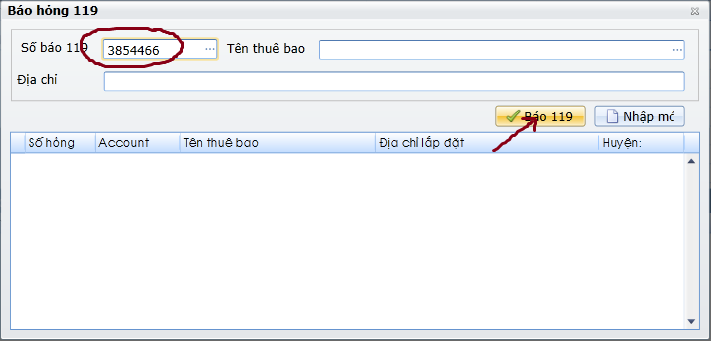 Báo hỏng 119
Số báo 119 3854466 ... Tên thuê bao ...
Địa chỉ
Báo 119 Nhập mớ
Số hỏng Account Tên thuê bao Địa chỉ lắp đặt Huyện: